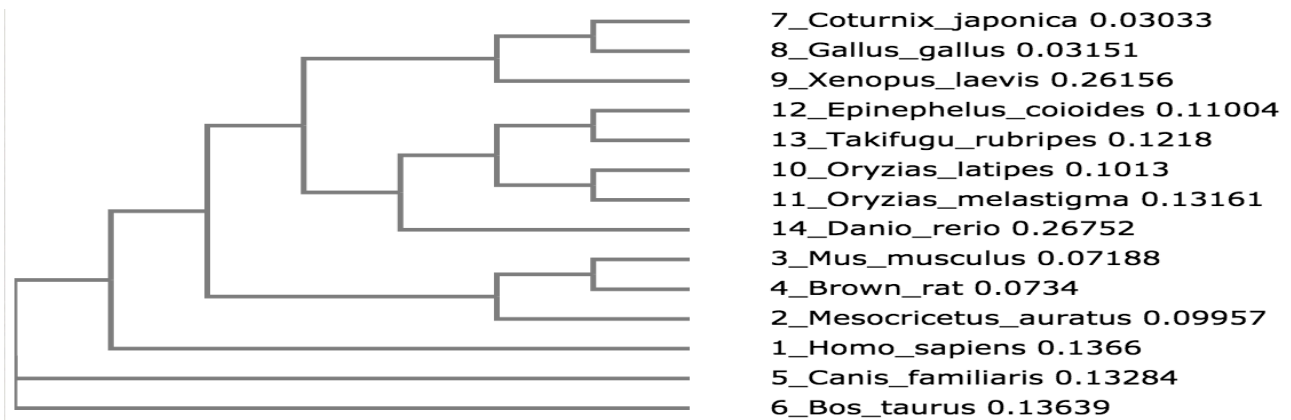 7_Coturnix_japonica 0.03033
8_Gallus_gallus 0.03151
9_Xenopus_laevis 0.26156
12_Epinephelus_coioides 0.11004
13_Takifugu_rubripes 0.1218
10_Oryzias_latipes 0.1013
11_Oryzias_melastigma 0.13161
14_Danio_rerio 0.26752
3_Mus_musculus 0.07188
4_Brown_rat 0.0734
2_Mesocricetus_auratus 0.09957
1_Homo_sapiens 0.1366
5_Canis_familiaris 0.13284
6_Bos_taurus 0.13639